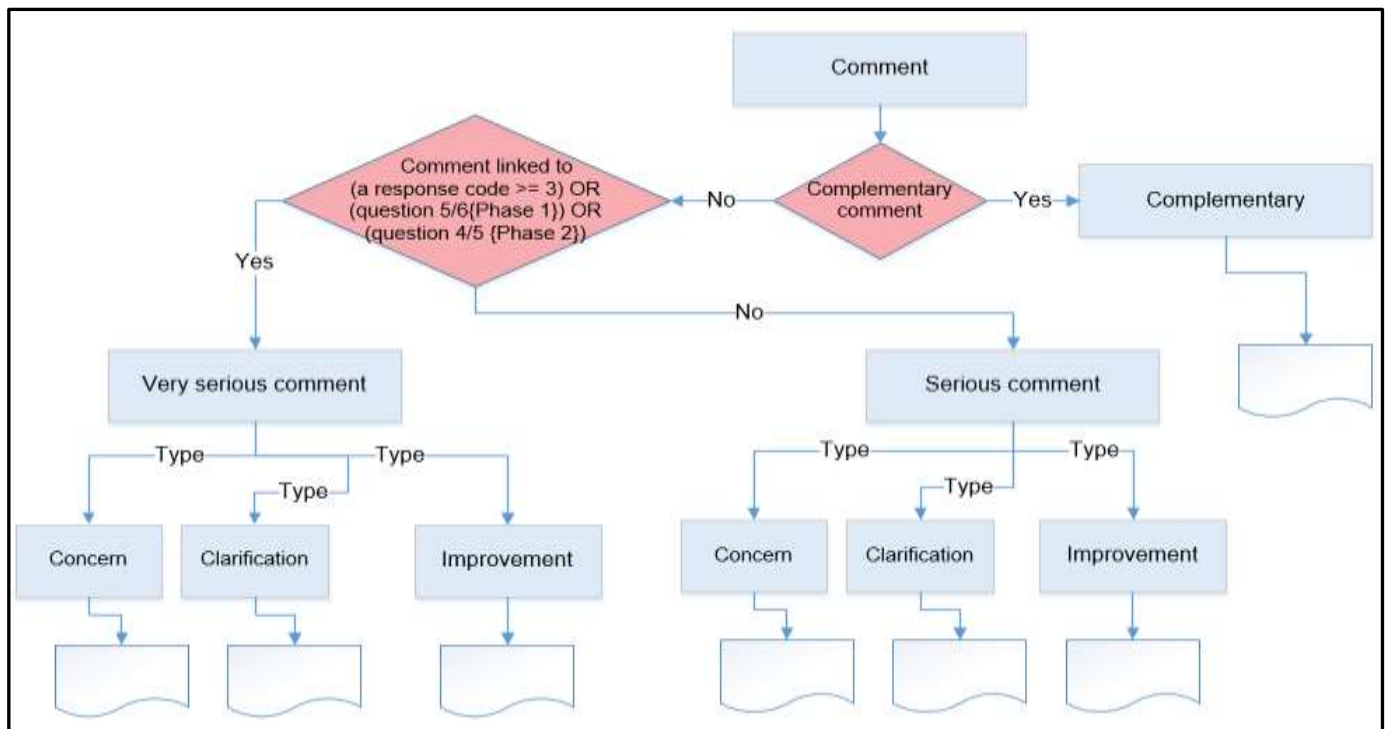 Comment
Comment linked to
(a response code >= 3) OR
(question 5/6{Phase 1}) OR
(question 4/5 {Phase 2})
No
Complementary
comment
Yes
Complementary
Yes
No
Very serious comment
Serious comment
Type
Type
Type
Type
Type
Type
Concern
Clarification
Improvement
Concern
Clarification
Improvement